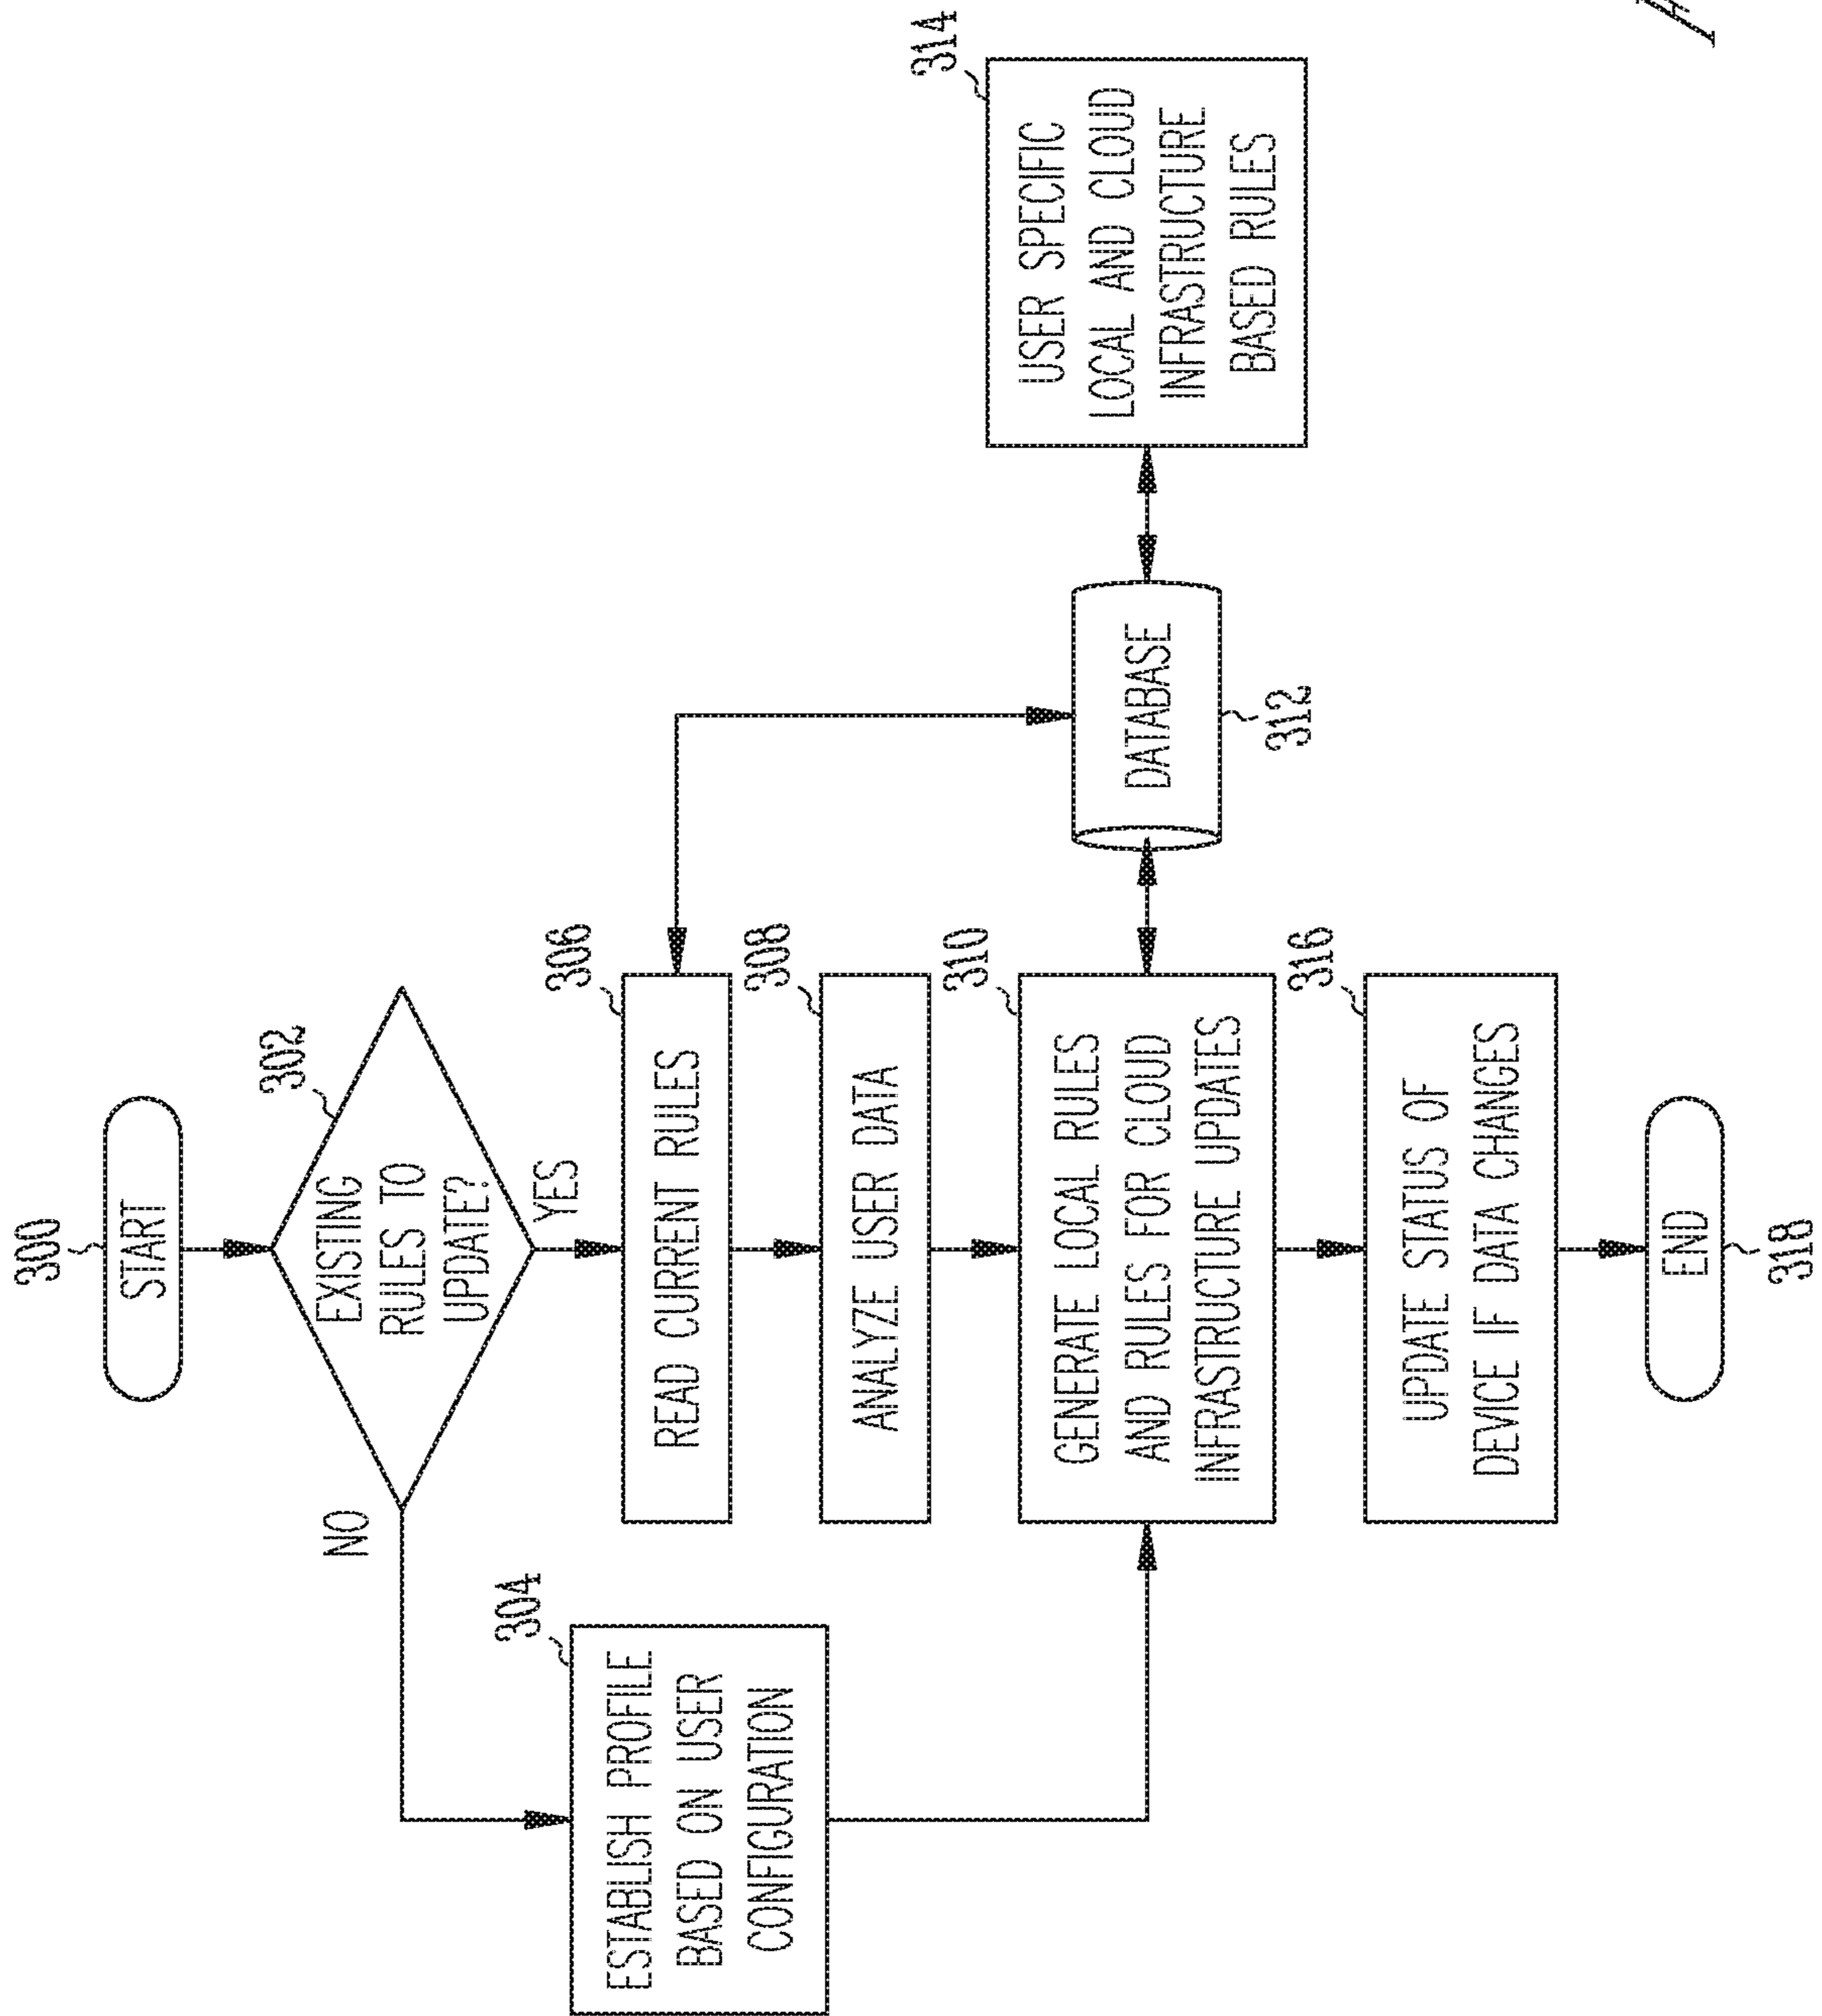 300
START
302
EXISTING
RULES TO
UPDATE?
NO
YES
304
ESTABLISH PROFILE
BASED ON USER
CONFIGURATION
306
READ CURRENT RULES
308
ANALYZE USER DATA
310
GENERATE LOCAL RULES
AND RULES FOR CLOUD
INFRASTRUCTURE UPDATES
DATABASE
312
314
USER SPECIFIC
LOCAL AND CLOUD
INFRASTRUCTURE
BASED RULES
316
UPDATE STATUS OF
DEVICE IF DATA CHANGES
END
318